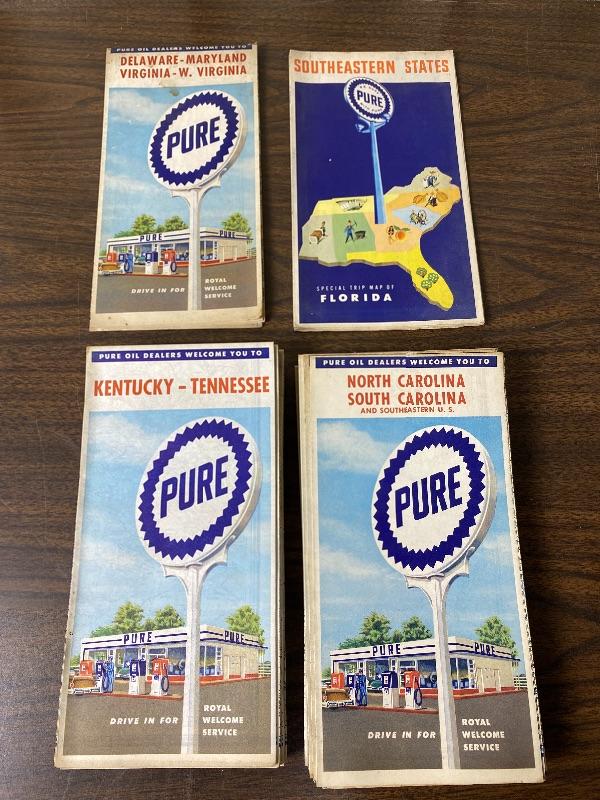 PURE OIL DEALERS WELCOME YOU TO
DELAWARE-MARYLAND
VIRGINIA-W. VIRGINIA
PURE
PURE
PURE
DRIVE IN FOR
ROYAL
WELCOME
SERVICE
SOUTHEASTERN STATES
PURE
SPECIAL TRIP MAP OF
FLORIDA
PURE OIL DEALERS WELCOME YOU TO
KENTUCKY - TENNESSEE
PURE
PURE
PURE
DRIVE IN FOR
ROYAL
WELCOME
SERVICE
PURE OIL DEALERS WELCOME YOU TO
NORTH CAROLINA
SOUTH CAROLINA
AND SOUTHEASTERN U. S.
PURE
PURE
PURE
DRIVE IN FOR
ROYAL
WELCOME
SERVICE